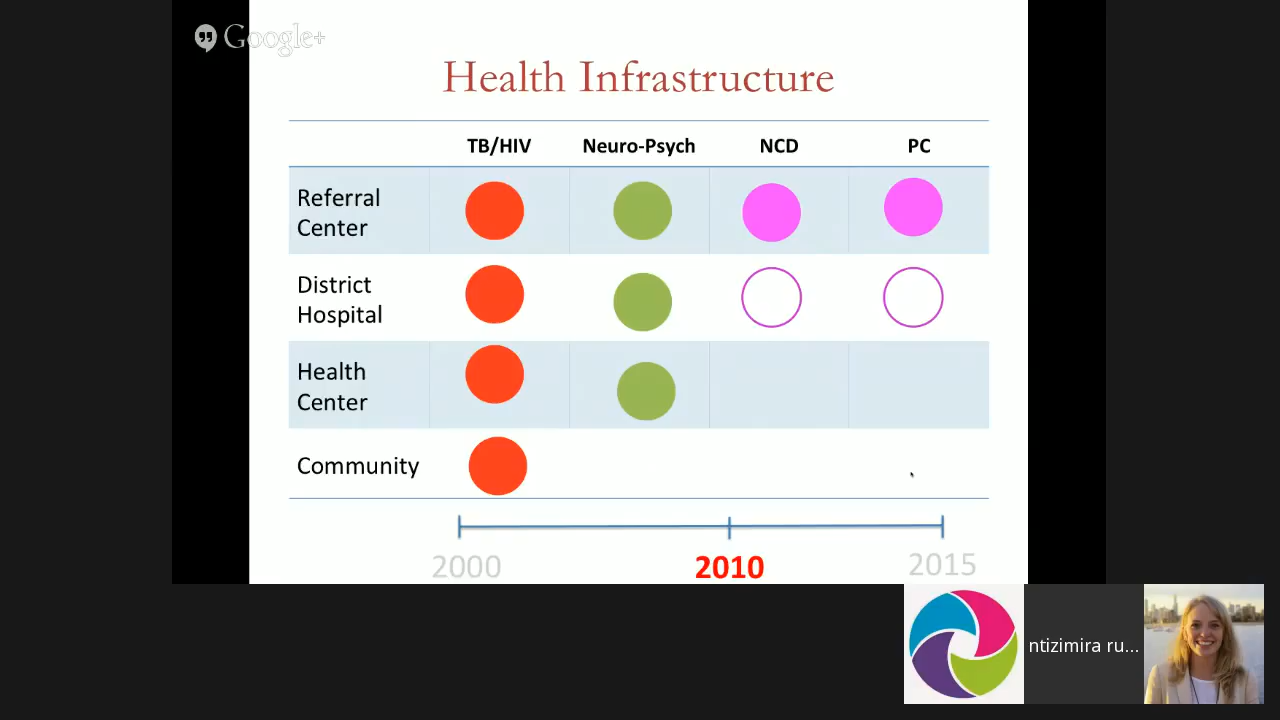 Google+
Health Infrastructure
TB/HIV Neuro-Psych NCD PC
Referral
Center
District
Hospital
Health
Center
Community
2000 2010 2015
ntizimira ru...